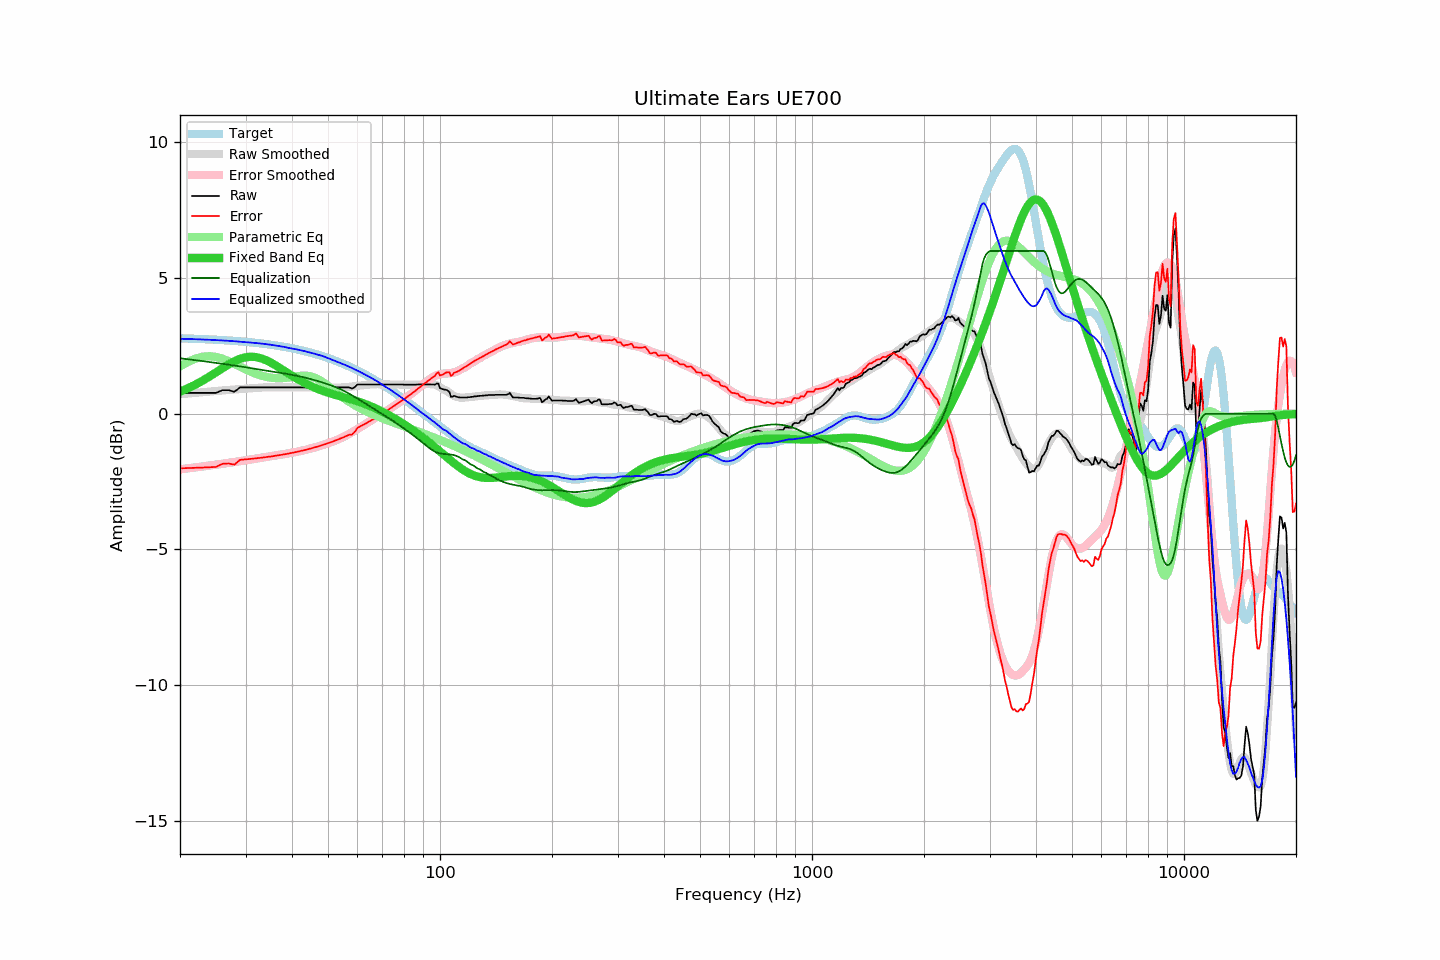 Ultimate Ears UE700
Target
Raw Smoothed
Error Smoothed
Raw
Error
Parametric Eq
Fixed Band Eq
Equalization
Equalized smoothed
10
5
0
−5
−10
−15
Amplitude (dBr)
100
1000
10000
Frequency (Hz)